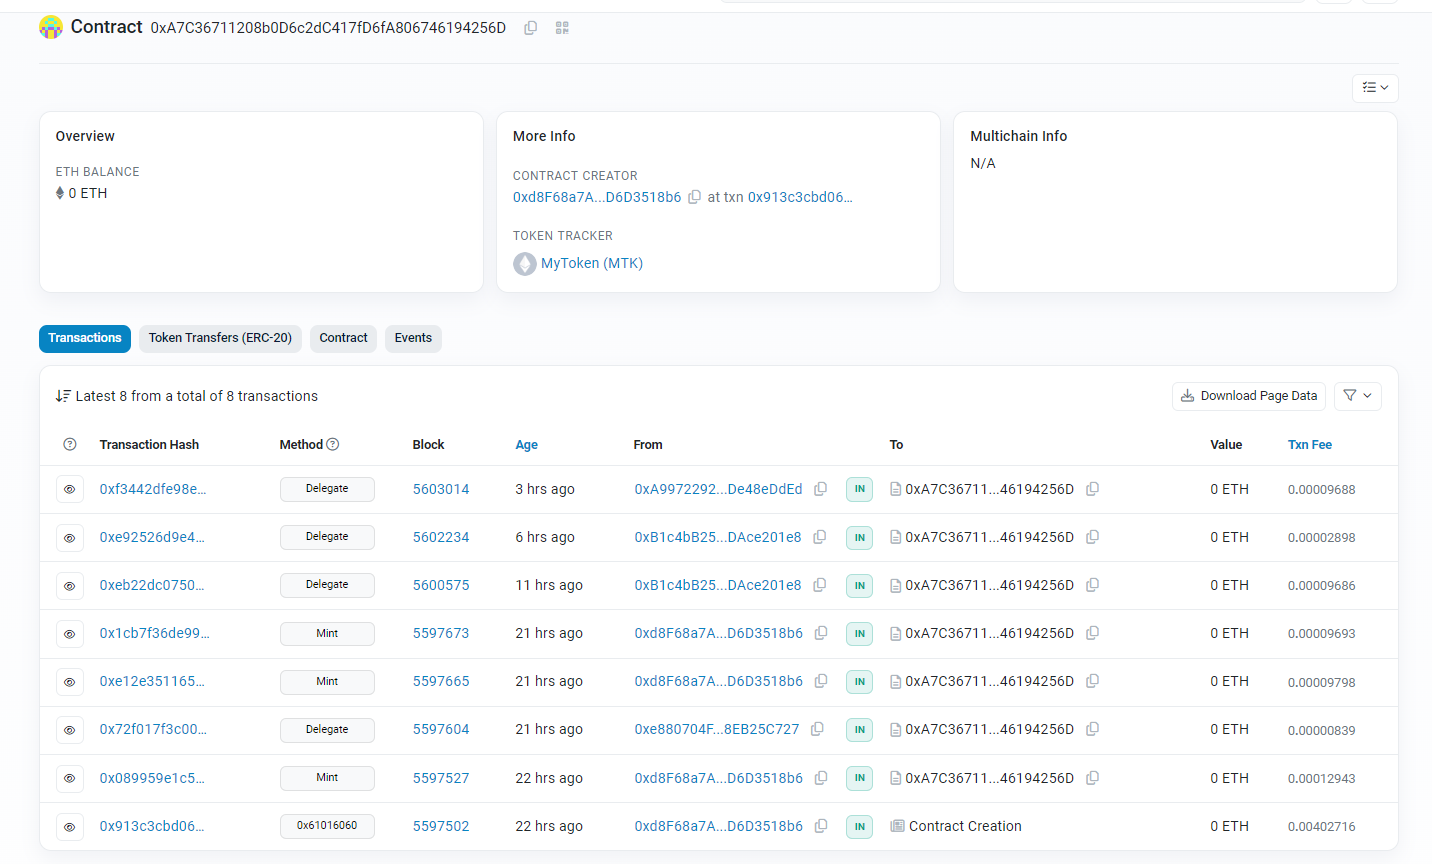 Contract 0xA7C36711208b0D6c2dC417fD6fA806746194256D
Overview
ETH BALANCE
0 ETH
More Info
CONTRACT CREATOR
0xd8F68a7A...D6D3518b6 at txn 0x913c3cbd06...
TOKEN TRACKER
MyToken (MTK)
Multichain Info
N/A
Transactions Token Transfers (ERC-20) Contract Events
Latest 8 from a total of 8 transactions Download Page Data
Transaction Hash Method Block Age From To Value Txn Fee
0xf3442dfe98e... Delegate 5603014 3 hrs ago 0xA9972292...De48eDdEd IN 0xA7C36711...46194256D 0 ETH 0.00009688
0xe92526d9e4... Delegate 5602234 6 hrs ago 0xB1c4bB25...DAce201e8 IN 0xA7C36711...46194256D 0 ETH 0.00002898
0xeb22dc0750... Delegate 5600575 11 hrs ago 0xB1c4bB25...DAce201e8 IN 0xA7C36711...46194256D 0 ETH 0.00009686
0x1cb7f36de99... Mint 5597673 21 hrs ago 0xd8F68a7A...D6D3518b6 IN 0xA7C36711...46194256D 0 ETH 0.00009693
0xe12e351165... Mint 5597665 21 hrs ago 0xd8F68a7A...D6D3518b6 IN 0xA7C36711...46194256D 0 ETH 0.00009798
0x72f017f3c00... Delegate 5597604 21 hrs ago 0xe880704F...8EB25C727 IN 0xA7C36711...46194256D 0 ETH 0.00000839
0x089959e1c5... Mint 5597527 22 hrs ago 0xd8F68a7A...D6D3518b6 IN 0xA7C36711...46194256D 0 ETH 0.00012943
0x913c3cbd06... 0x61016060 5597502 22 hrs ago 0xd8F68a7A...D6D3518b6 IN Contract Creation 0 ETH 0.00402716